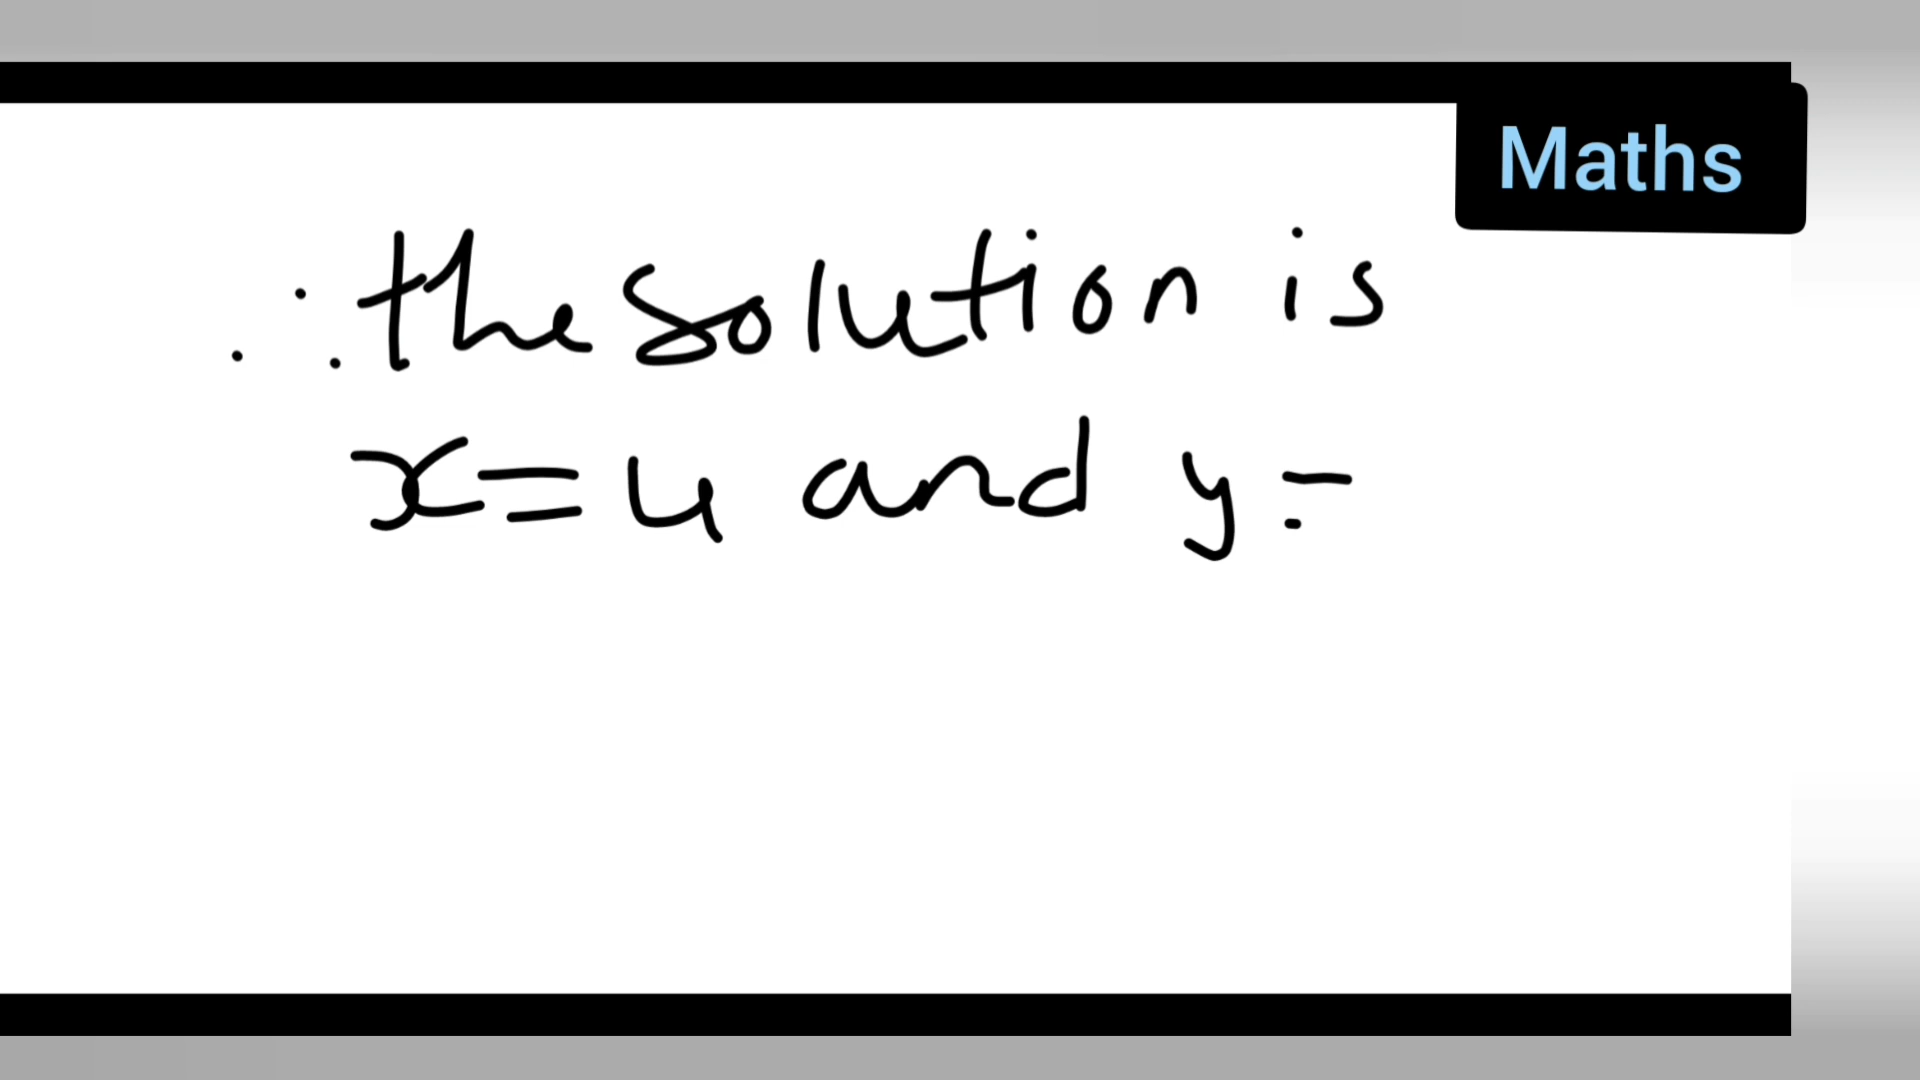 Maths
∴ the solution is
x=4 and y=